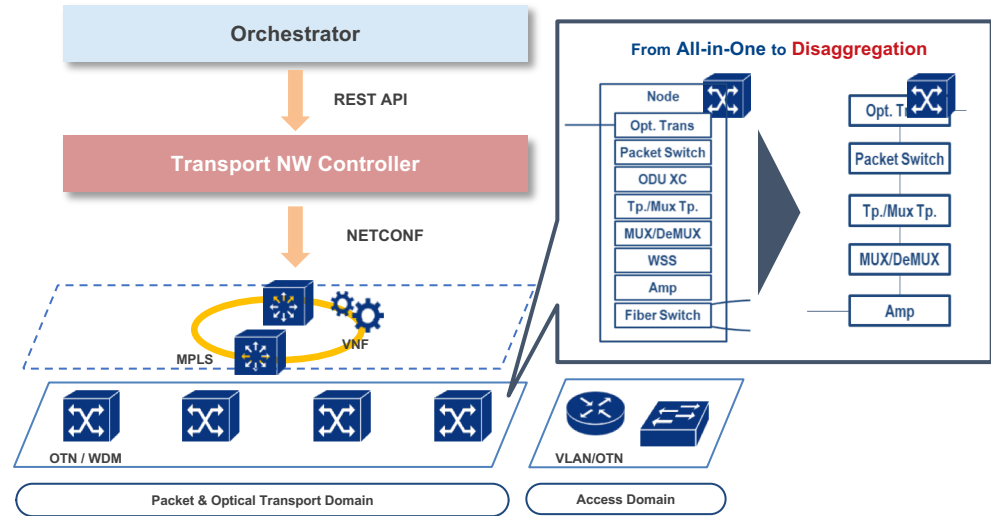 Orchestrator
REST API
Transport NW Controller
NETCONF
MPLS
VNF
OTN / WDM
VLAN/OTN
Packet & Optical Transport Domain
Access Domain
From All-in-One to Disaggregation
Node
Opt. Trans
Packet Switch
ODU XC
Tp./Mux Tp.
MUX/DeMUX
WSS
Amp
Fiber Switch
Opt. T
Packet Switch
Tp./Mux Tp.
MUX/DeMUX
Amp